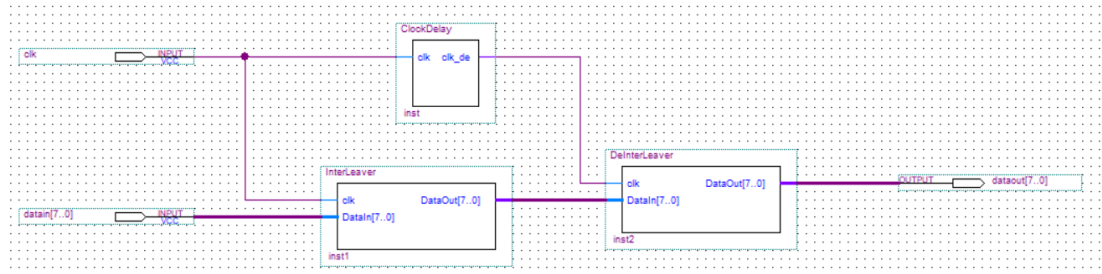 ClockDelay
clk INPUT VCC
clk clk_de
inst
InterLeaver
clk DataOut[7..0]
DataIn[7..0]
inst1
datain[7..0] INPUT VCC
DeInterLeaver
clk DataOut[7..0]
DataIn[7..0]
inst2
OUTPUT dataout[7..0]